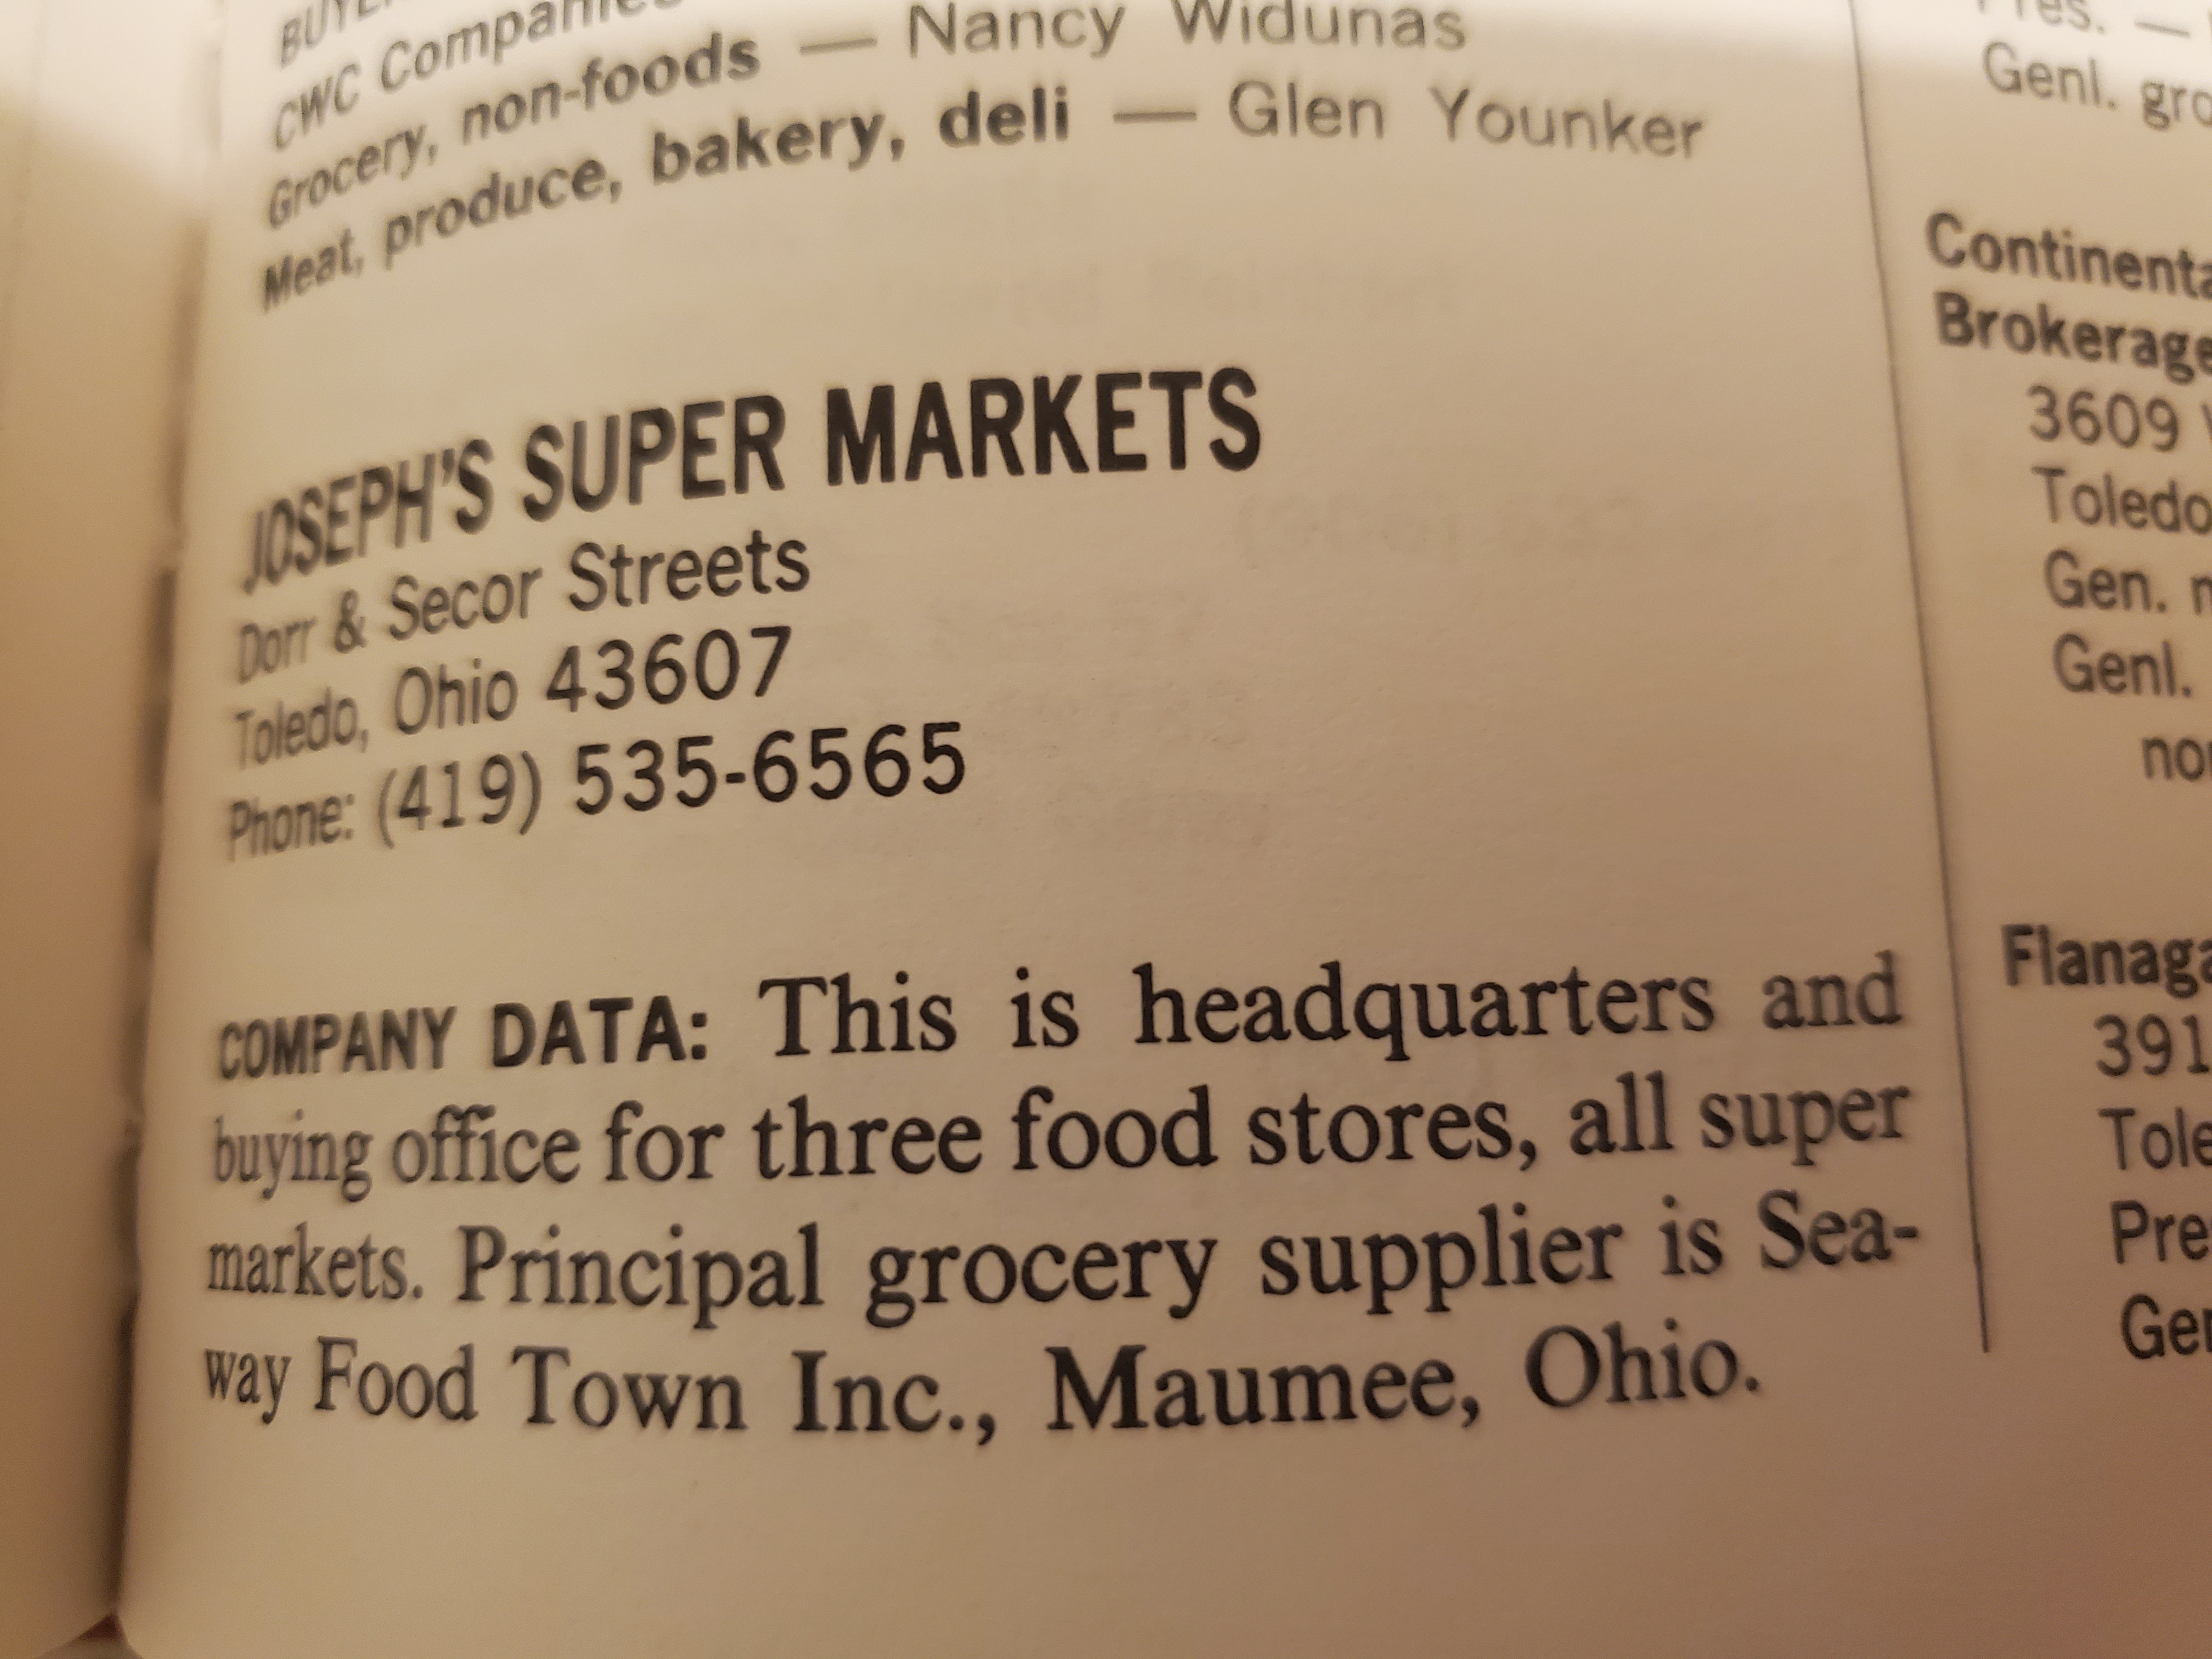 CWC Companies
Grocery, non-foods — Nancy Widunas
Meat, produce, bakery, deli — Glen Younker
JOSEPH'S SUPER MARKETS
Dorr & Secor Streets
Toledo, Ohio 43607
Phone: (419) 535-6565
COMPANY DATA: This is headquarters and
buying office for three food stores, all super
markets. Principal grocery supplier is Sea-
way Food Town Inc., Maumee, Ohio.
Pres. —
Genl. gro
Continenta
Brokerage
3609
Toledo
Gen.
Genl.
Flanaga
391
Tole
Pre